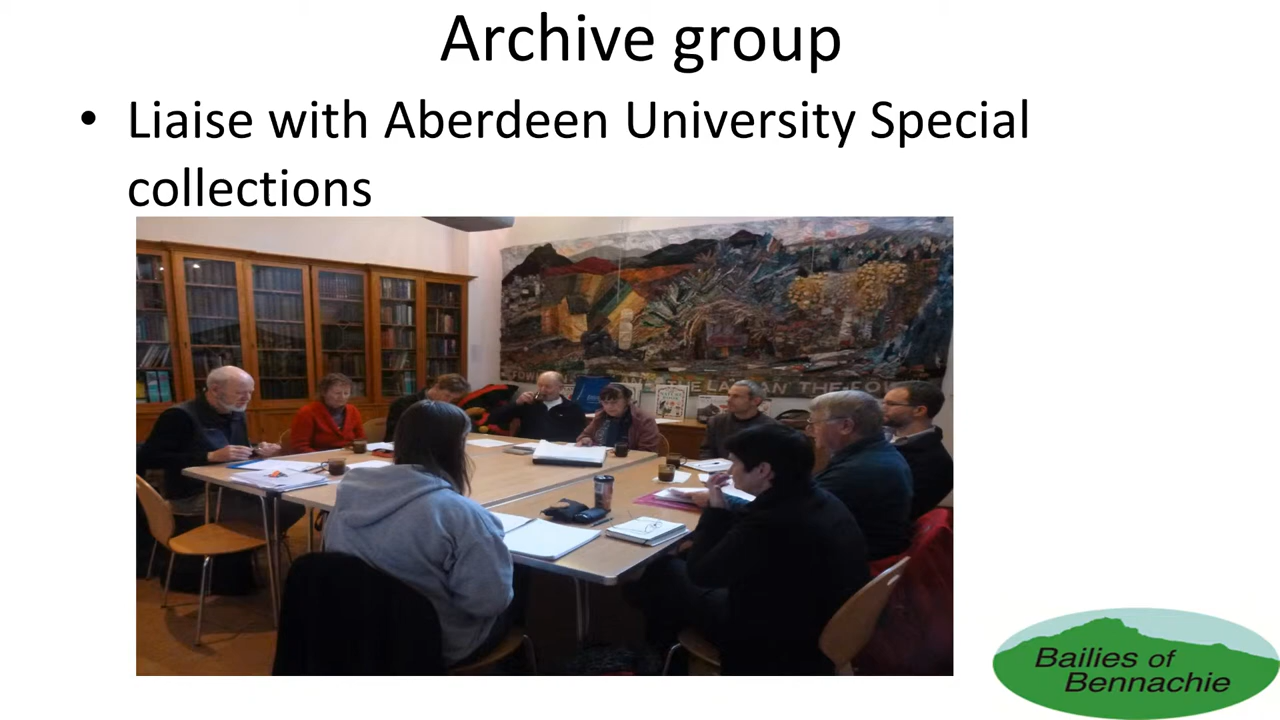 Archive group
• Liaise with Aberdeen University Special
collections
Bailies of
Bennachie